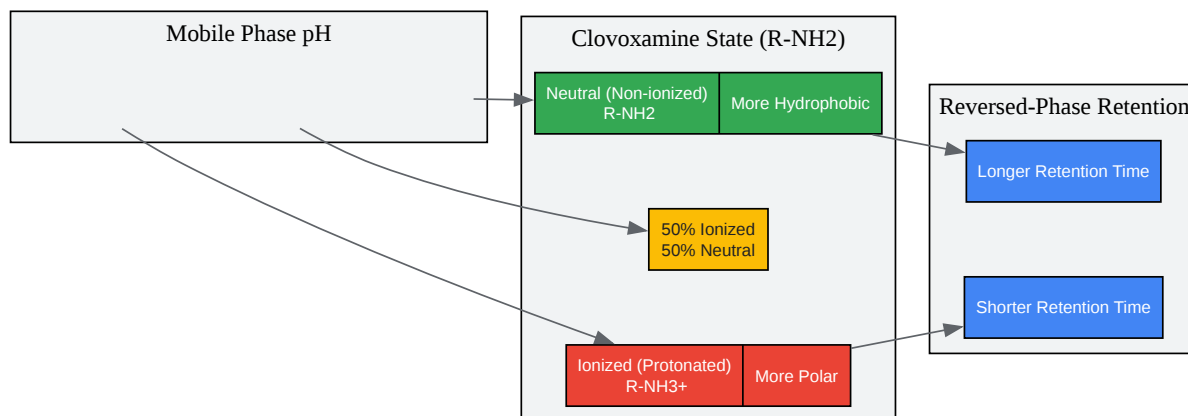 Mobile Phase pH
Clovoxamine State (R-NH2)
Neutral (Non-ionized)
R-NH2
More Hydrophobic
50% Ionized
50% Neutral
Ionized (Protonated)
R-NH3+
More Polar
Reversed-Phase Retention
Longer Retention Time
Shorter Retention Time